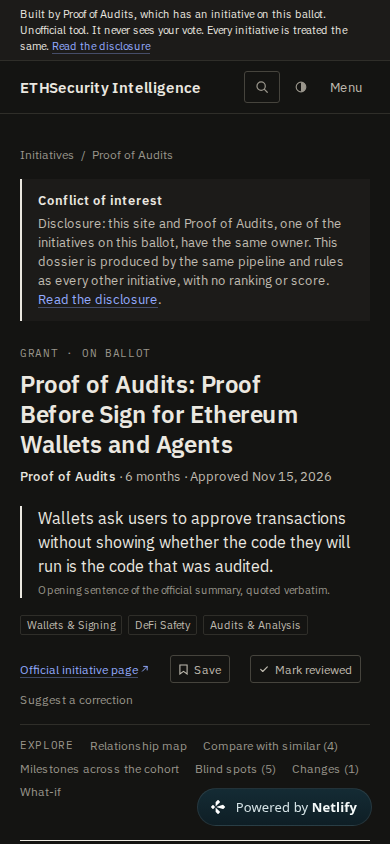 Built by Proof of Audits, which has an initiative on this ballot.
Unofficial tool. It never sees your vote. Every initiative is treated the
same. Read the disclosure
ETHSecurity Intelligence
Menu
Initiatives / Proof of Audits
Conflict of interest
Disclosure: this site and Proof of Audits, one of the
initiatives on this ballot, have the same owner. This
dossier is produced by the same pipeline and rules
as every other initiative, with no ranking or score.
Read the disclosure.
GRANT · ON BALLOT
Proof of Audits: Proof
Before Sign for Ethereum
Wallets and Agents
Proof of Audits · 6 months · Approved Nov 15, 2026
Wallets ask users to approve transactions
without showing whether the code they will
run is the code that was audited.
Opening sentence of the official summary, quoted verbatim.
Wallets & Signing DeFi Safety Audits & Analysis
Official initiative page ↗ Save Mark reviewed
Suggest a correction
EXPLORE Relationship map Compare with similar (4)
Milestones across the cohort Blind spots (5) Changes (1)
What-if
Powered by Netlify